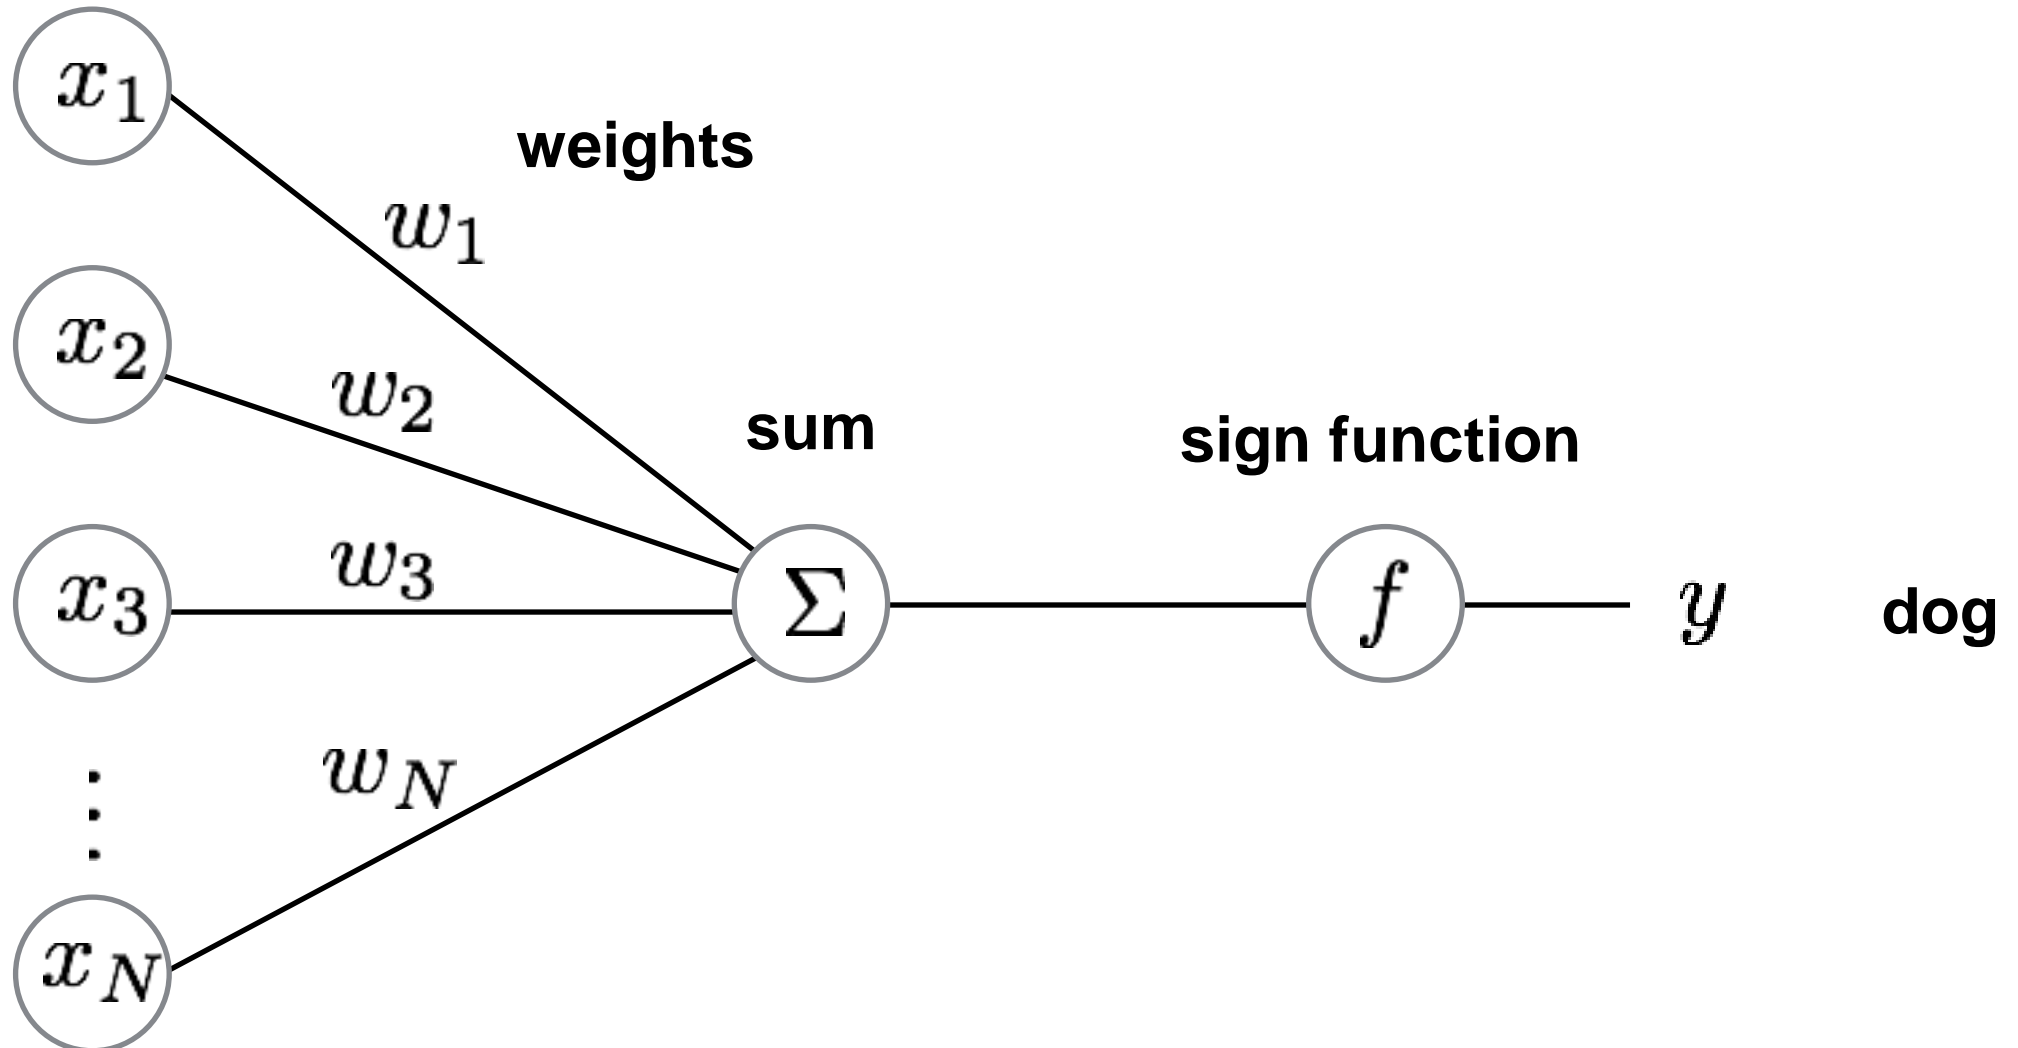 x1
weights
w1
x2
w2
sum
sign function
x3
w3
Σ
f
y
dog
wN
⋮
xN